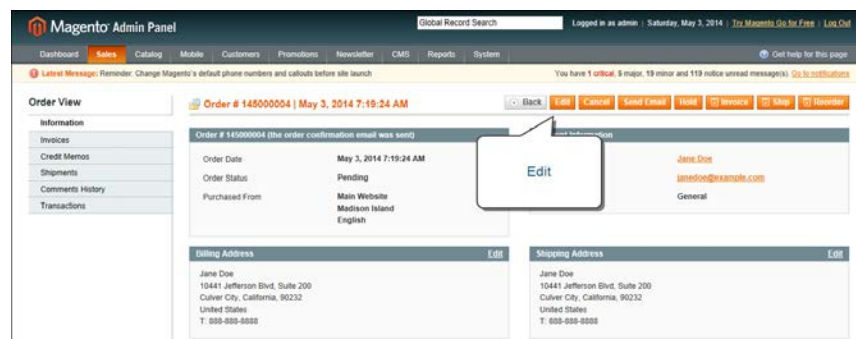 Magento Admin Panel
Global Record Search
Logged in as admin | Saturday, May 3, 2014 | Try Magento Go for Free | Log Out
Dashboard Sales Catalog Mobile Customers Promotions Newsletter CMS Reports System
Get help for this page
Latest Message: Reminder: Change Magento's default phone numbers and callouts before site launch
You have 1 critical, 5 major, 19 minor and 119 notice unread message(s). Go to notifications
Order View
Information
Invoices
Credit Memos
Shipments
Comments History
Transactions
Order # 145000004 | May 3, 2014 7:19:24 AM
Back Edit Cancel Send Email Hold Invoice Ship Reorder
Order # 145000004 (the order confirmation email was sent)
Order Date May 3, 2014 7:19:24 AM
Order Status Pending
Purchased From Main Website
Madison Island
English
Edit
Information
Jane Doe
janedoe@example.com
General
Billing Address Edit
Jane Doe
10441 Jefferson Blvd, Suite 200
Culver City, California, 90232
United States
T: 888-888-8888
Shipping Address Edit
Jane Doe
10441 Jefferson Blvd, Suite 200
Culver City, California, 90232
United States
T: 888-888-8888